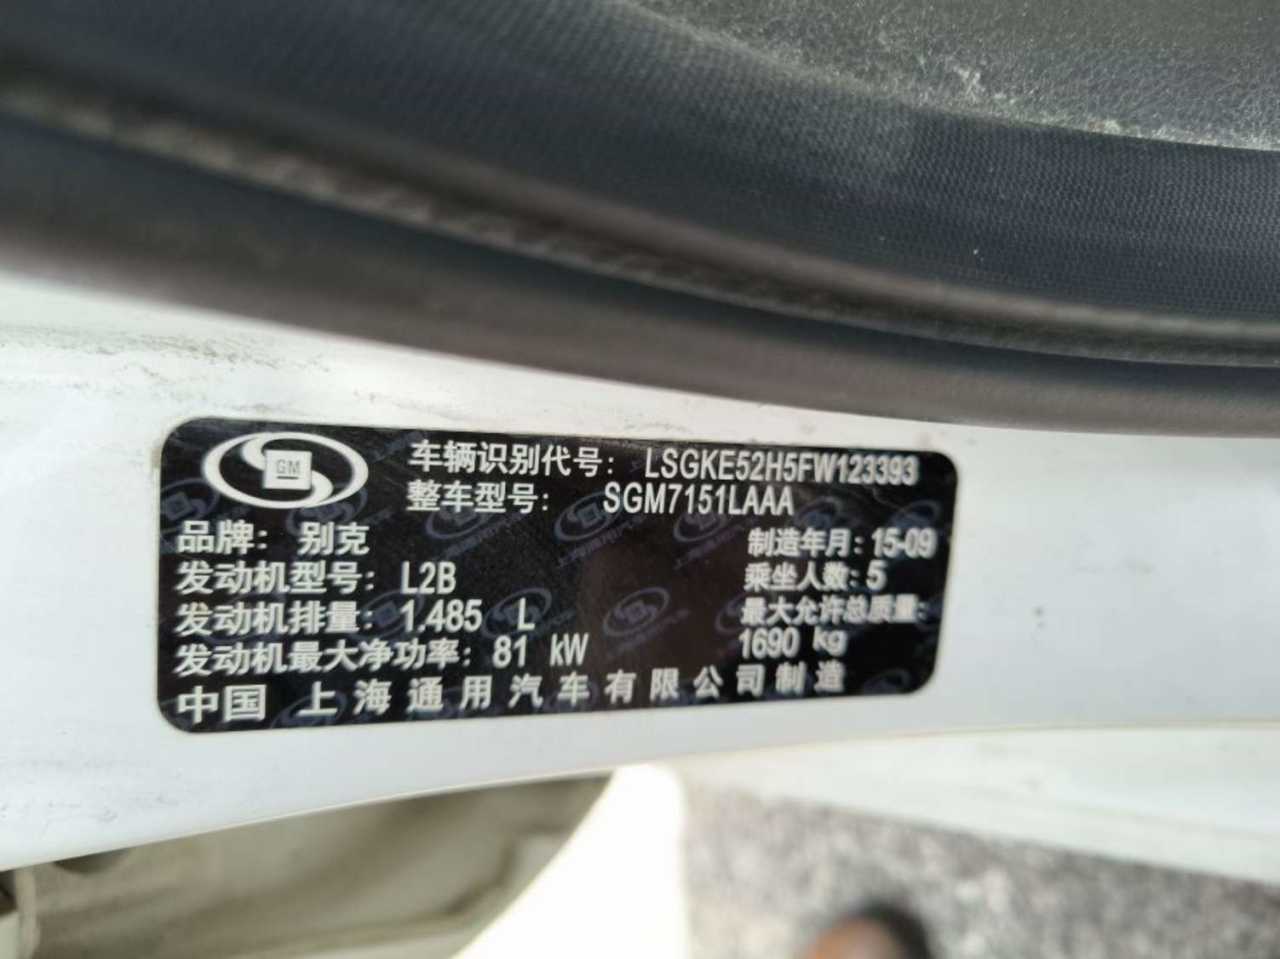 GM
车辆识别代号: LSGKE52H5FW123393
整车型号: SGM7151LAAA
品牌: 别克
制造年月: 15-09
发动机型号: L2B
乘坐人数: 5
发动机排量: 1.485 L
最大允许总质量:
1690 kg
发动机最大净功率: 81 kW
中国 上海通用汽车有限公司制造